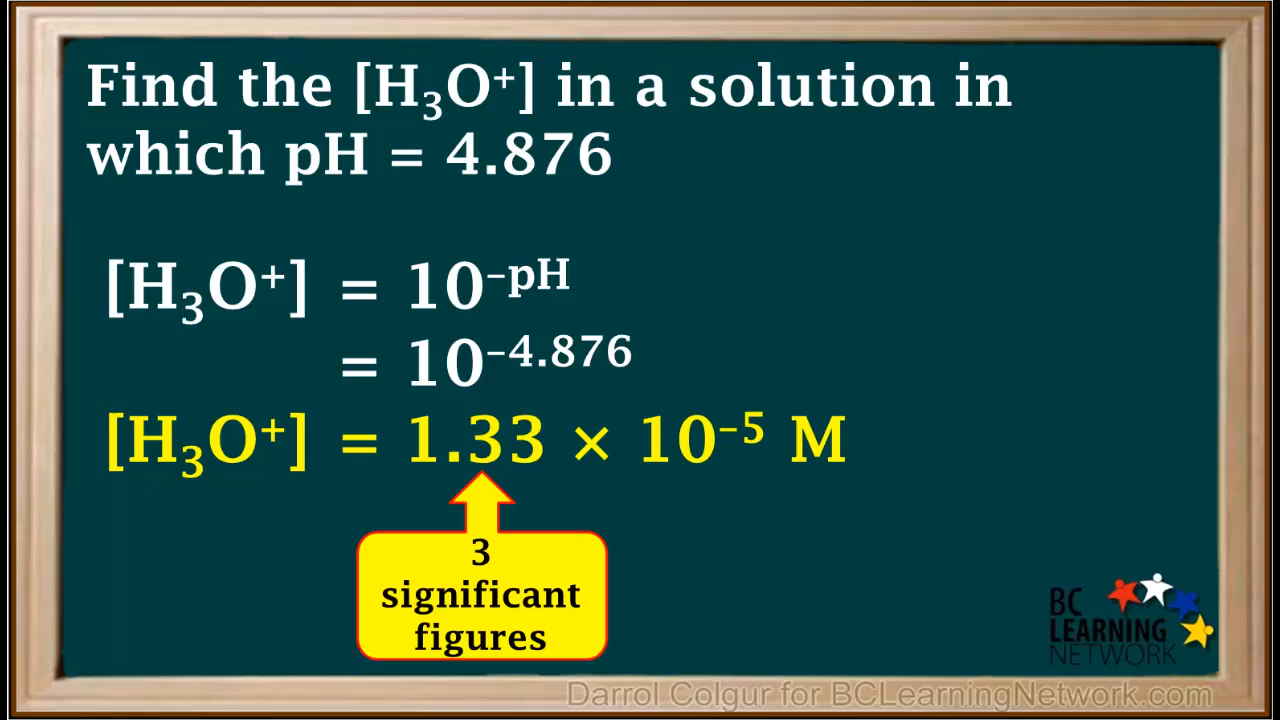 Find the [H₃O⁺] in a solution in
which pH = 4.876
[H₃O⁺] = 10⁻ᵖᴴ
= 10⁻⁴·⁸⁷⁶
[H₃O⁺] = 1.33 × 10⁻⁵ M
3
significant
figures
BC
LEARNING
NETWORK
Darrol Colgur for BCLearningNetwork.com